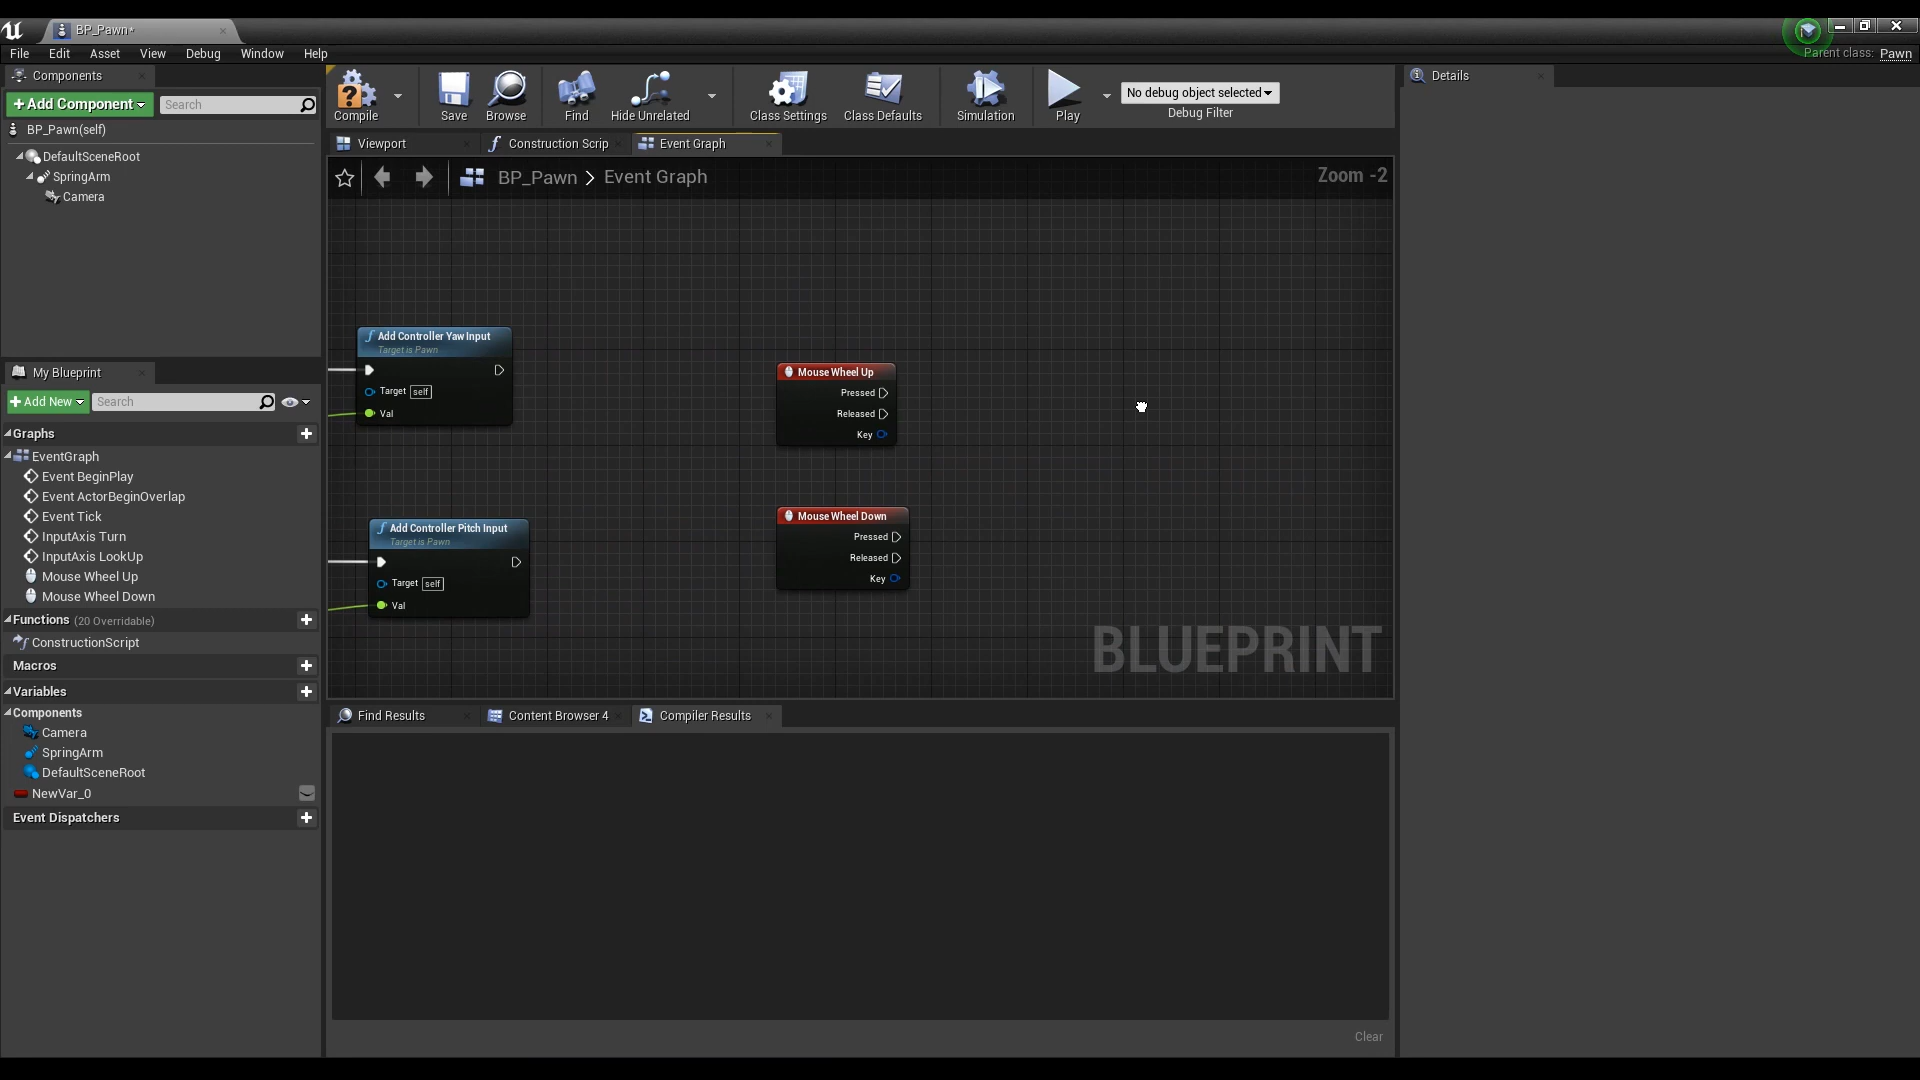 BP_Pawn*
File Edit Asset View Debug Window Help
Parent class: Pawn
Components
+Add Component
Search
BP_Pawn(self)
DefaultSceneRoot
SpringArm
Camera
My Blueprint
+Add New
Search
Graphs
EventGraph
Event BeginPlay
Event ActorBeginOverlap
Event Tick
InputAxis Turn
InputAxis LookUp
Mouse Wheel Up
Mouse Wheel Down
Functions (20 Overridable)
ConstructionScript
Macros
Variables
Components
Camera
SpringArm
DefaultSceneRoot
NewVar_0
Event Dispatchers
Compile
Save
Browse
Find
Hide Unrelated
Class Settings
Class Defaults
Simulation
Play
No debug object selected
Debug Filter
Viewport
Construction Scrip
Event Graph
BP_Pawn > Event Graph
Zoom -2
Add Controller Yaw Input
Target is Pawn
Target self
Val
Add Controller Pitch Input
Target is Pawn
Target self
Val
Mouse Wheel Up
Pressed
Released
Key
Mouse Wheel Down
Pressed
Released
Key
BLUEPRINT
Find Results
Content Browser 4
Compiler Results
Clear
Details